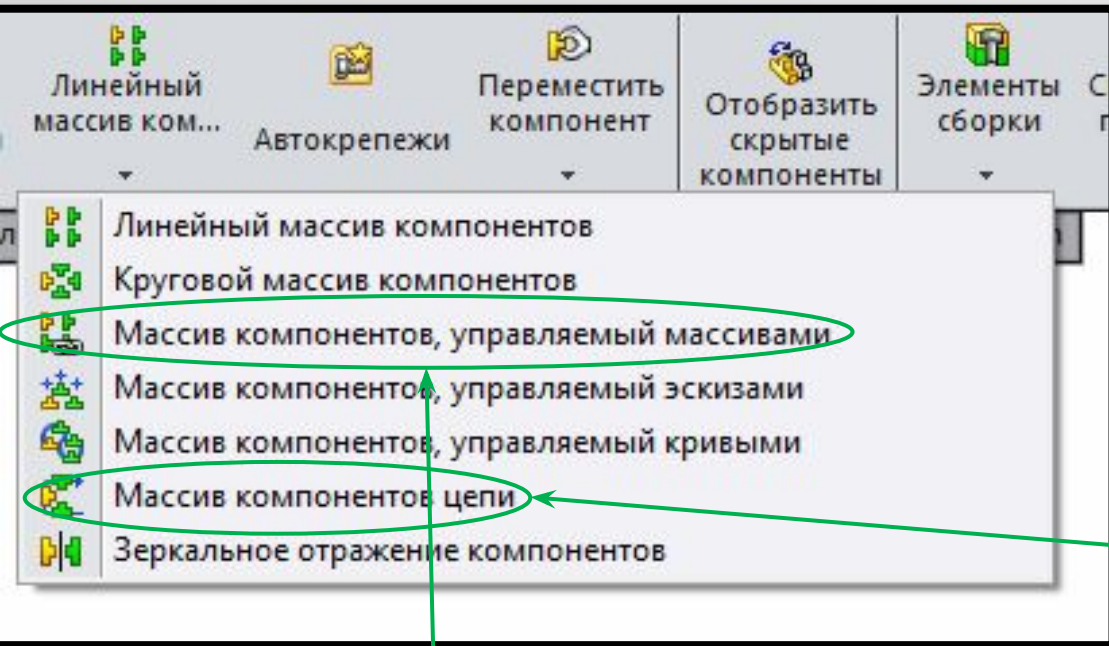 Линейный
массив ком...
Автокрепежи
Переместить
компонент
Отобразить
скрытые
компоненты
Элементы
сборки
Линейный массив компонентов
Круговой массив компонентов
Массив компонентов, управляемый массивами
Массив компонентов, управляемый эскизами
Массив компонентов, управляемый кривыми
Массив компонентов цепи
Зеркальное отражение компонентов